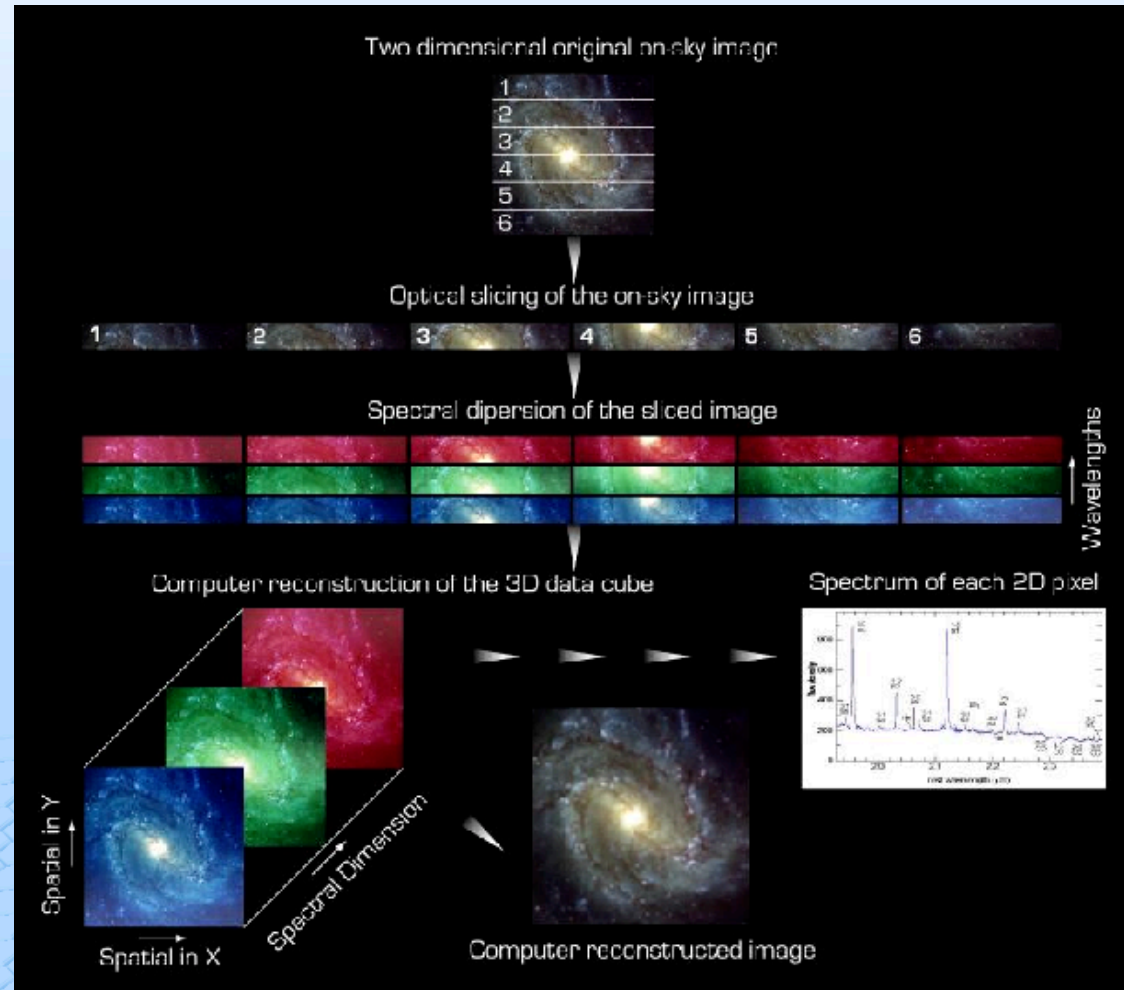 Two dimensional original on-sky image
1
2
3
4
5
6
Optical slicing of the on-sky image
1 2 3 4 5 6
Spectral dipersion of the sliced image
Wavelengths
Computer reconstruction of the 3D data cube
Spectrum of each 2D pixel
Spatial in Y
Spatial in X
Spectral Dimension
Computer reconstructed image